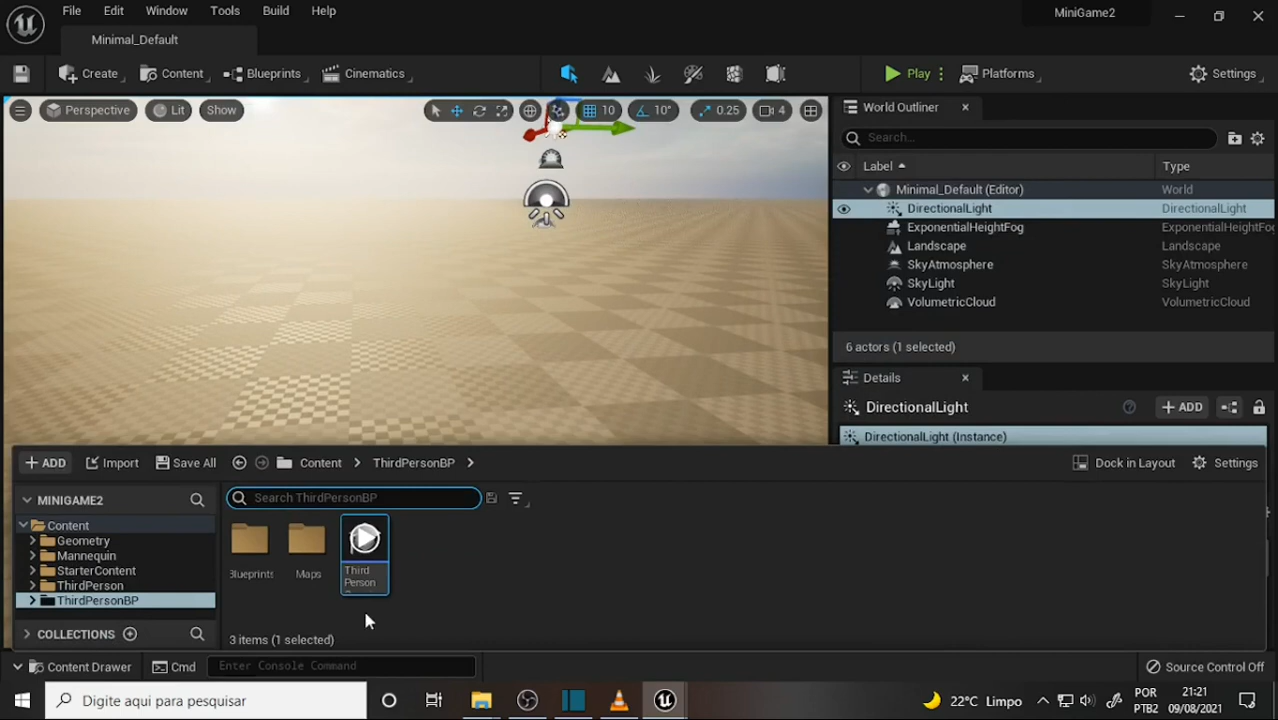 File Edit Window Tools Build Help
MiniGame2
Minimal_Default
Create Content Blueprints Cinematics Play Platforms Settings
Perspective Lit Show 10 10° 0.25 4
World Outliner
Search...
Label Type
Minimal_Default (Editor) World
DirectionalLight DirectionalLight
ExponentialHeightFog ExponentialHeightFog
Landscape Landscape
SkyAtmosphere SkyAtmosphere
SkyLight SkyLight
VolumetricCloud VolumetricCloud
6 actors (1 selected)
Details
DirectionalLight + ADD
DirectionalLight (Instance)
+ ADD Import Save All Content ThirdPersonBP Dock in Layout Settings
MINIGAME2
Search ThirdPersonBP
Content
Geometry
Mannequin
StarterContent
ThirdPerson
ThirdPersonBP
Blueprints
Maps
Third
Person
COLLECTIONS
3 items (1 selected)
Content Drawer Cmd Enter Console Command Source Control Off
Digite aqui para pesquisar
22°C Limpo
POR
PTB2
21:21
09/08/2021